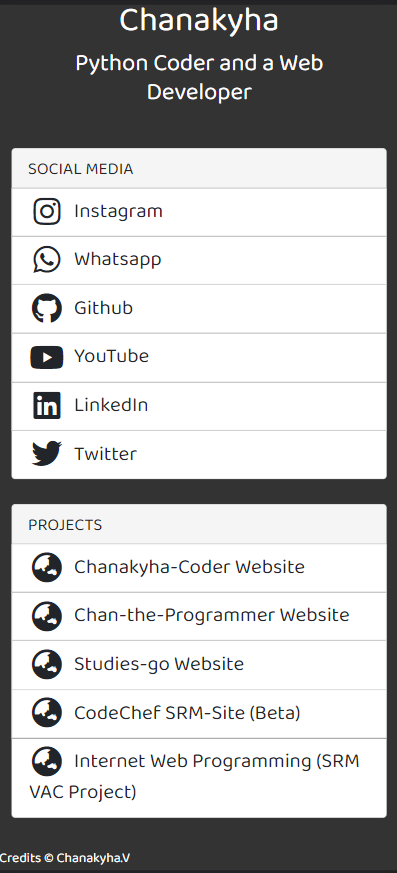 Chanakyha
Python Coder and a Web
Developer
SOCIAL MEDIA
Instagram
Whatsapp
Github
YouTube
LinkedIn
Twitter
PROJECTS
Chanakyha-Coder Website
Chan-the-Programmer Website
Studies-go Website
CodeChef SRM-Site (Beta)
Internet Web Programming (SRM
VAC Project)
Credits © Chanakyha.V